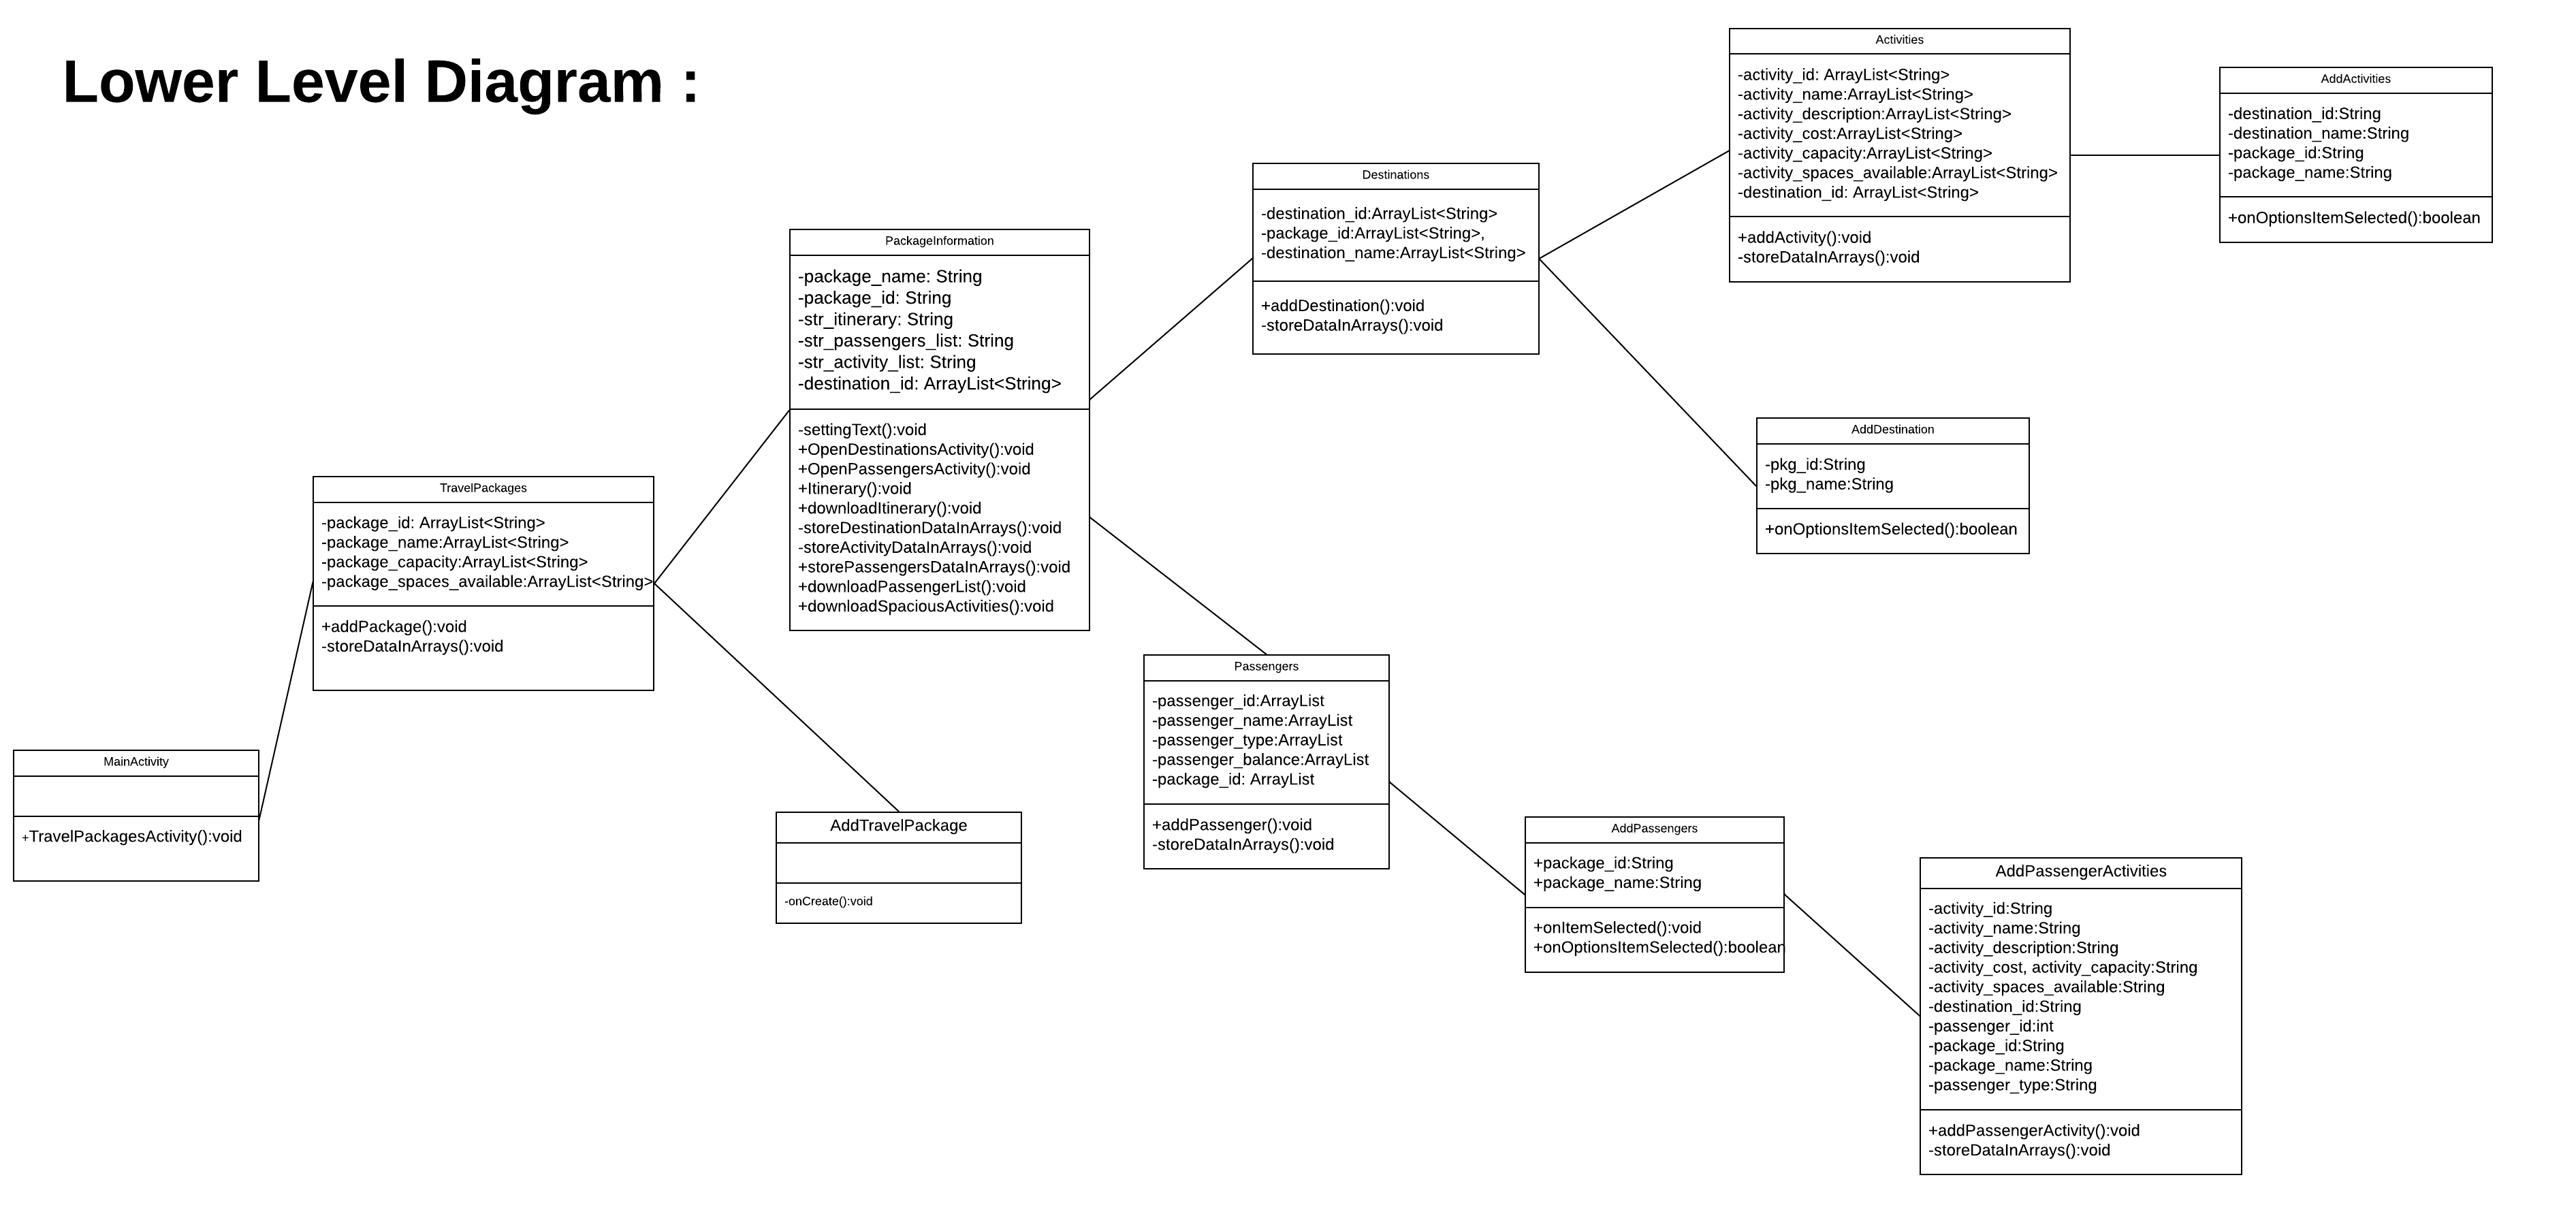 Lower Level Diagram :
MainActivity
+TravelPackagesActivity():void
TravelPackages
-package_id: ArrayList<String>
-package_name:ArrayList<String>
-package_capacity:ArrayList<String>
-package_spaces_available:ArrayList<String>
+addPackage():void
-storeDataInArrays():void
AddTravelPackage
-onCreate():void
PackageInformation
-package_name: String
-package_id: String
-str_itinerary: String
-str_passengers_list: String
-str_activity_list: String
-destination_id: ArrayList<String>
-settingText():void
+OpenDestinationsActivity():void
+OpenPassengersActivity():void
+Itinerary():void
+downloadItinerary():void
-storeDestinationDataInArrays():void
-storeActivityDataInArrays():void
+storePassengersDataInArrays():void
+downloadPassengerList():void
+downloadSpaciousActivities():void
Destinations
-destination_id:ArrayList<String>
-package_id:ArrayList<String>,
-destination_name:ArrayList<String>
+addDestination():void
-storeDataInArrays():void
Activities
-activity_id: ArrayList<String>
-activity_name:ArrayList<String>
-activity_description:ArrayList<String>
-activity_cost:ArrayList<String>
-activity_capacity:ArrayList<String>
-activity_spaces_available:ArrayList<String>
-destination_id: ArrayList<String>
+addActivity():void
-storeDataInArrays():void
AddActivities
-destination_id:String
-destination_name:String
-package_id:String
-package_name:String
+onOptionsItemSelected():boolean
AddDestination
-pkg_id:String
-pkg_name:String
+onOptionsItemSelected():boolean
Passengers
-passenger_id:ArrayList
-passenger_name:ArrayList
-passenger_type:ArrayList
-passenger_balance:ArrayList
-package_id: ArrayList
+addPassenger():void
-storeDataInArrays():void
AddPassengers
+package_id:String
+package_name:String
+onItemSelected():void
+onOptionsItemSelected():boolean
AddPassengerActivities
-activity_id:String
-activity_name:String
-activity_description:String
-activity_cost, activity_capacity:String
-activity_spaces_available:String
-destination_id:String
-passenger_id:int
-package_id:String
-package_name:String
-passenger_type:String
+addPassengerActivity():void
-storeDataInArrays():void